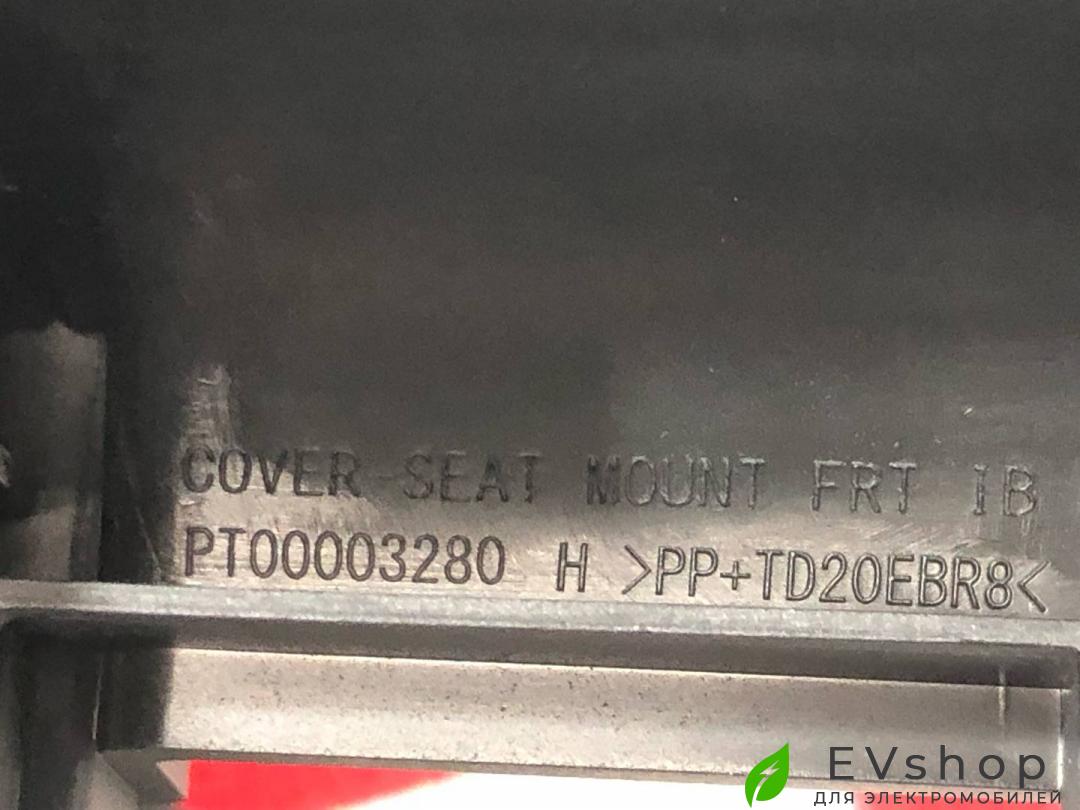 COVER-SEAT MOUNT FRT IB
PT00003280 H >PP+TD20EBR8<
EVshop
ДЛЯ ЭЛЕКТРОМОБИЛЕЙ